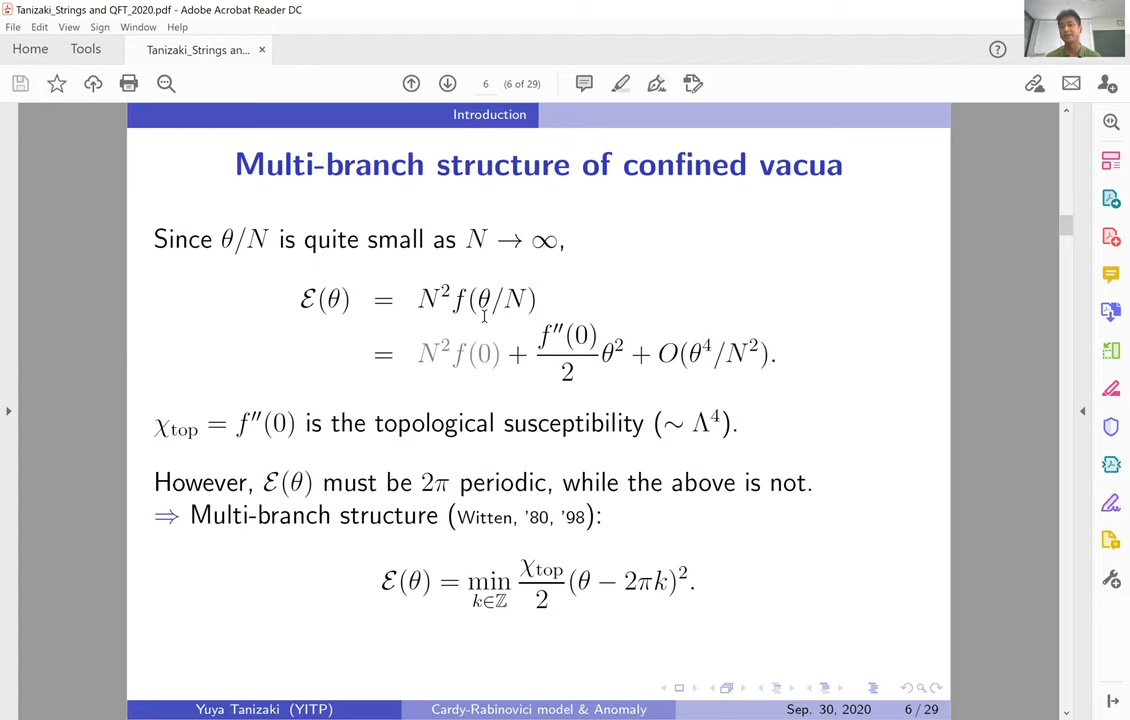 Tanizaki_Strings and QFT_2020.pdf - Adobe Acrobat Reader DC
File Edit View Sign Window Help
Home Tools Tanizaki_Strings an... ×
6 (6 of 29)
Introduction
Multi-branch structure of confined vacua
Since θ/N is quite small as N → ∞,
ℰ(θ) = N² f(θ/N)
= N² f(0) + f''(0)/2 θ² + O(θ⁴/N²).
χ_top = f''(0) is the topological susceptibility (∼ Λ⁴).
However, ℰ(θ) must be 2π periodic, while the above is not.
⇒ Multi-branch structure (Witten, '80, '98):
ℰ(θ) = min_{k∈ℤ} χ_top/2 (θ − 2πk)².
Yuya Tanizaki (YITP) Cardy-Rabinovici model & Anomaly Sep. 30, 2020 6 / 29